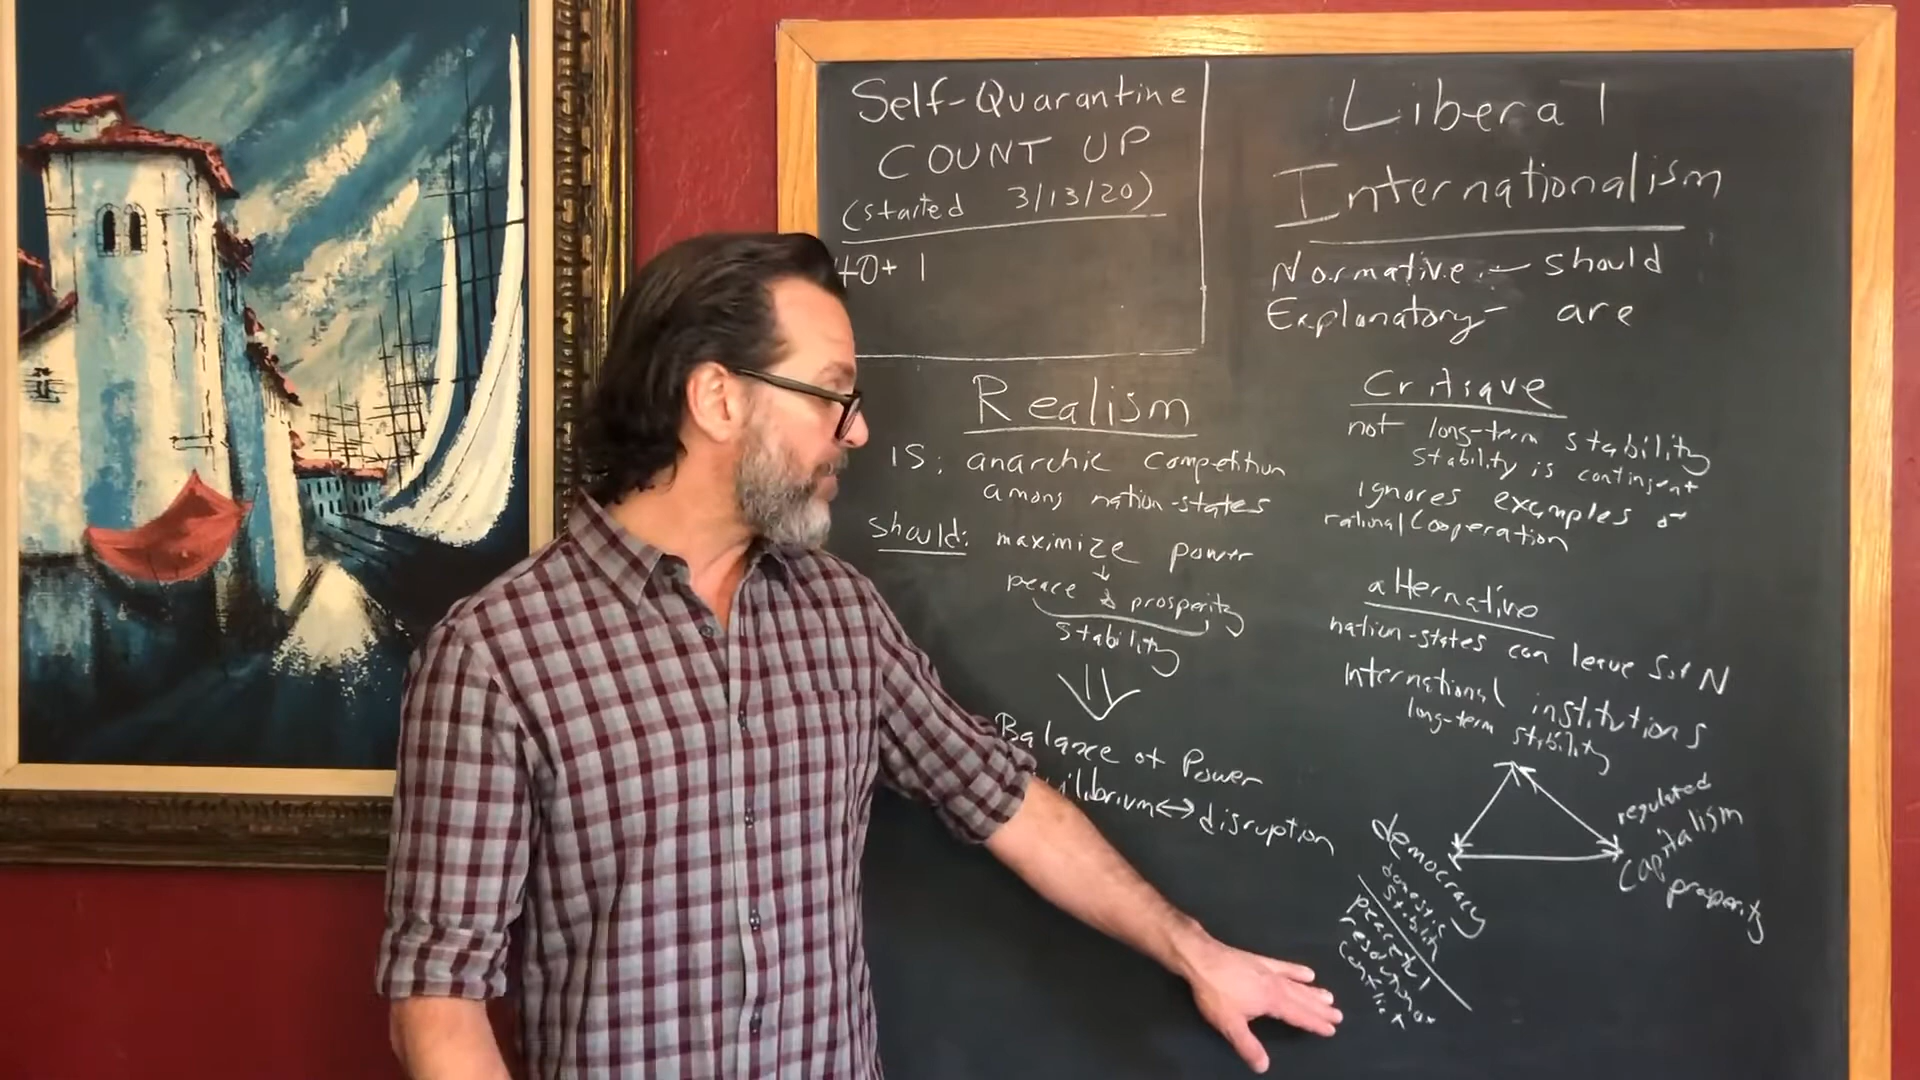 Self-Quarantine
COUNT UP
(started 3/13/20)
+0+ 1
Realism
IS: anarchic competition
among nation-states
Should: maximize power
peace & prosperity
stability
Balance of Power
disruption
Liberal
Internationalism
Normative - should
Explanatory - are
Critique
not long-term stability
stability is contingent
ignores examples of
rational cooperation
alternative
nation-states can leave S of N
International institutions
long-term stability
regulated
capitalism
prosperity
democracy
domestic
stability
peaceful
resolution
conflict